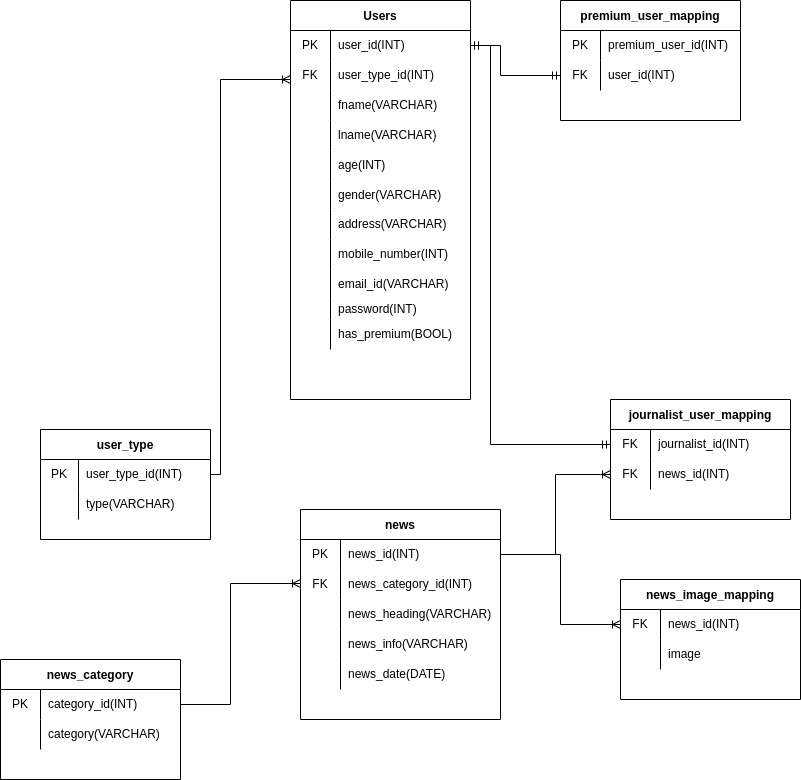 Users
PK user_id(INT)
FK user_type_id(INT)
fname(VARCHAR)
lname(VARCHAR)
age(INT)
gender(VARCHAR)
address(VARCHAR)
mobile_number(INT)
email_id(VARCHAR)
password(INT)
has_premium(BOOL)
premium_user_mapping
PK premium_user_id(INT)
FK user_id(INT)
user_type
PK user_type_id(INT)
type(VARCHAR)
journalist_user_mapping
FK journalist_id(INT)
FK news_id(INT)
news
PK news_id(INT)
FK news_category_id(INT)
news_heading(VARCHAR)
news_info(VARCHAR)
news_date(DATE)
news_image_mapping
FK news_id(INT)
image
news_category
PK category_id(INT)
category(VARCHAR)